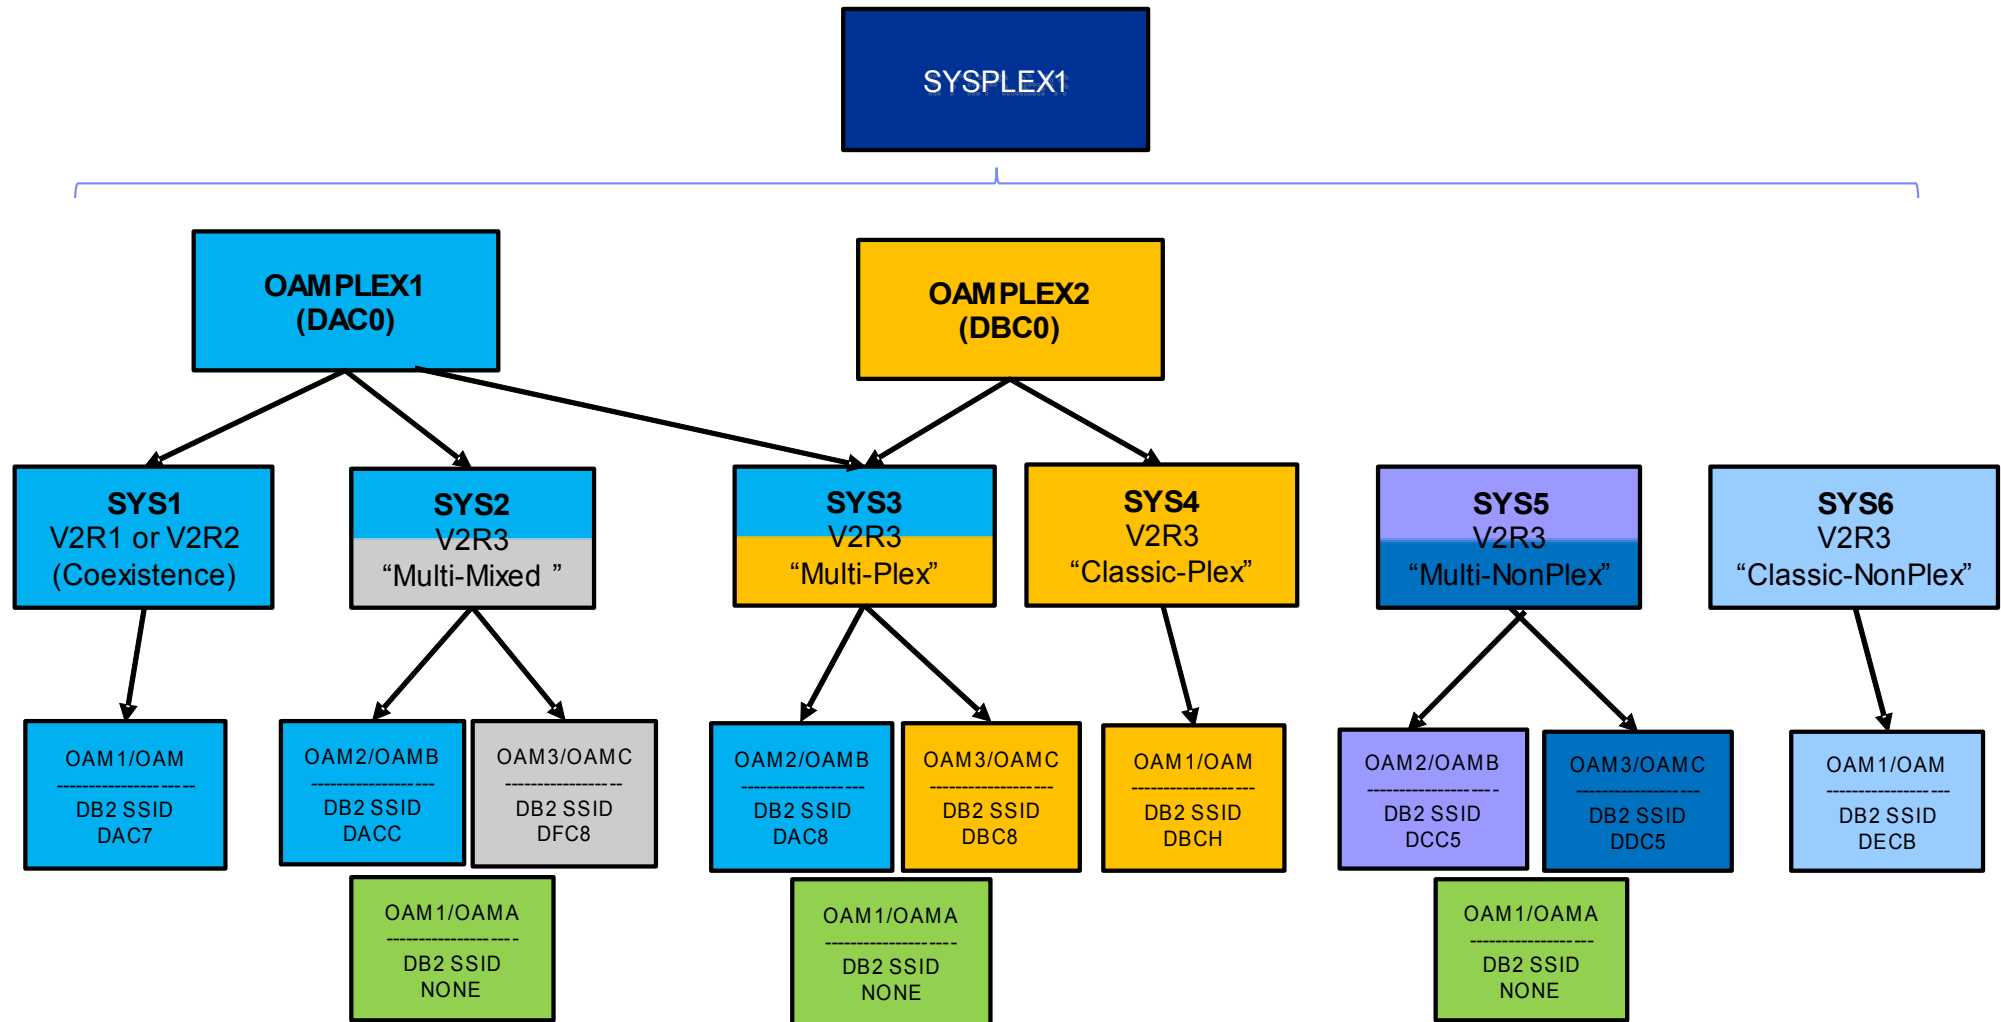 SYSPLEX1
OAMPLEX1
(DAC0)
OAMPLEX2
(DBC0)
SYS1
V2R1 or V2R2
(Coexistence)
SYS2
V2R3
“Multi-Mixed ”
SYS3
V2R3
“Multi-Plex”
SYS4
V2R3
“Classic-Plex”
SYS5
V2R3
“Multi-NonPlex”
SYS6
V2R3
“Classic-NonPlex”
OAM1/OAM
---------------------
DB2 SSID
DAC7
OAM2/OAMB
-------------------
DB2 SSID
DACC
OAM3/OAMC
------------------
DB2 SSID
DFC8
OAM2/OAMB
-------------------
DB2 SSID
DAC8
OAM3/OAMC
-------------------
DB2 SSID
DBC8
OAM1/OAM
-------------------
DB2 SSID
DBCH
OAM2/OAMB
--------------------
DB2 SSID
DCC5
OAM3/OAMC
-------------------
DB2 SSID
DDC5
OAM1/OAM
-------------------
DB2 SSID
DECB
OAM1/OAMA
--------------------
DB2 SSID
NONE
OAM1/OAMA
--------------------
DB2 SSID
NONE
OAM1/OAMA
-------------------
DB2 SSID
NONE